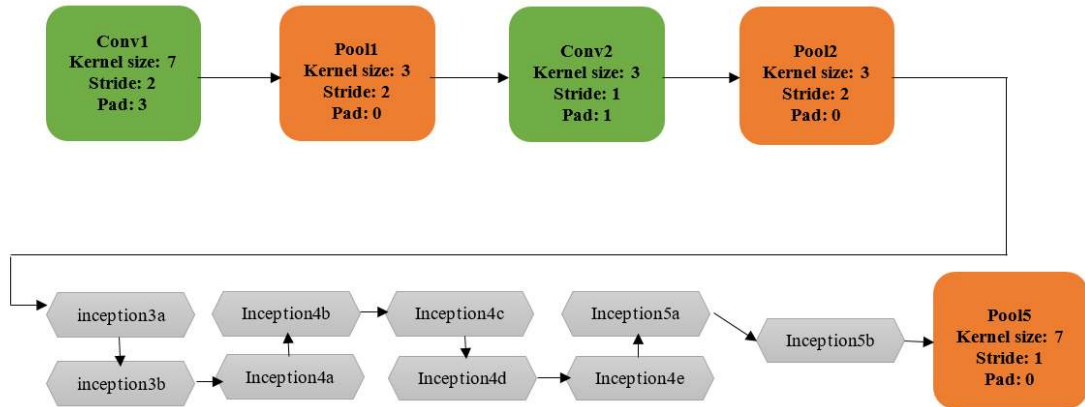 Conv1
Kernel size: 7
Stride: 2
Pad: 3
Pool1
Kernel size: 3
Stride: 2
Pad: 0
Conv2
Kernel size: 3
Stride: 1
Pad: 1
Pool2
Kernel size: 3
Stride: 2
Pad: 0
inception3a
inception3b
Inception4a
Inception4b
Inception4c
Inception4d
Inception4e
Inception5a
Inception5b
Pool5
Kernel size: 7
Stride: 1
Pad: 0